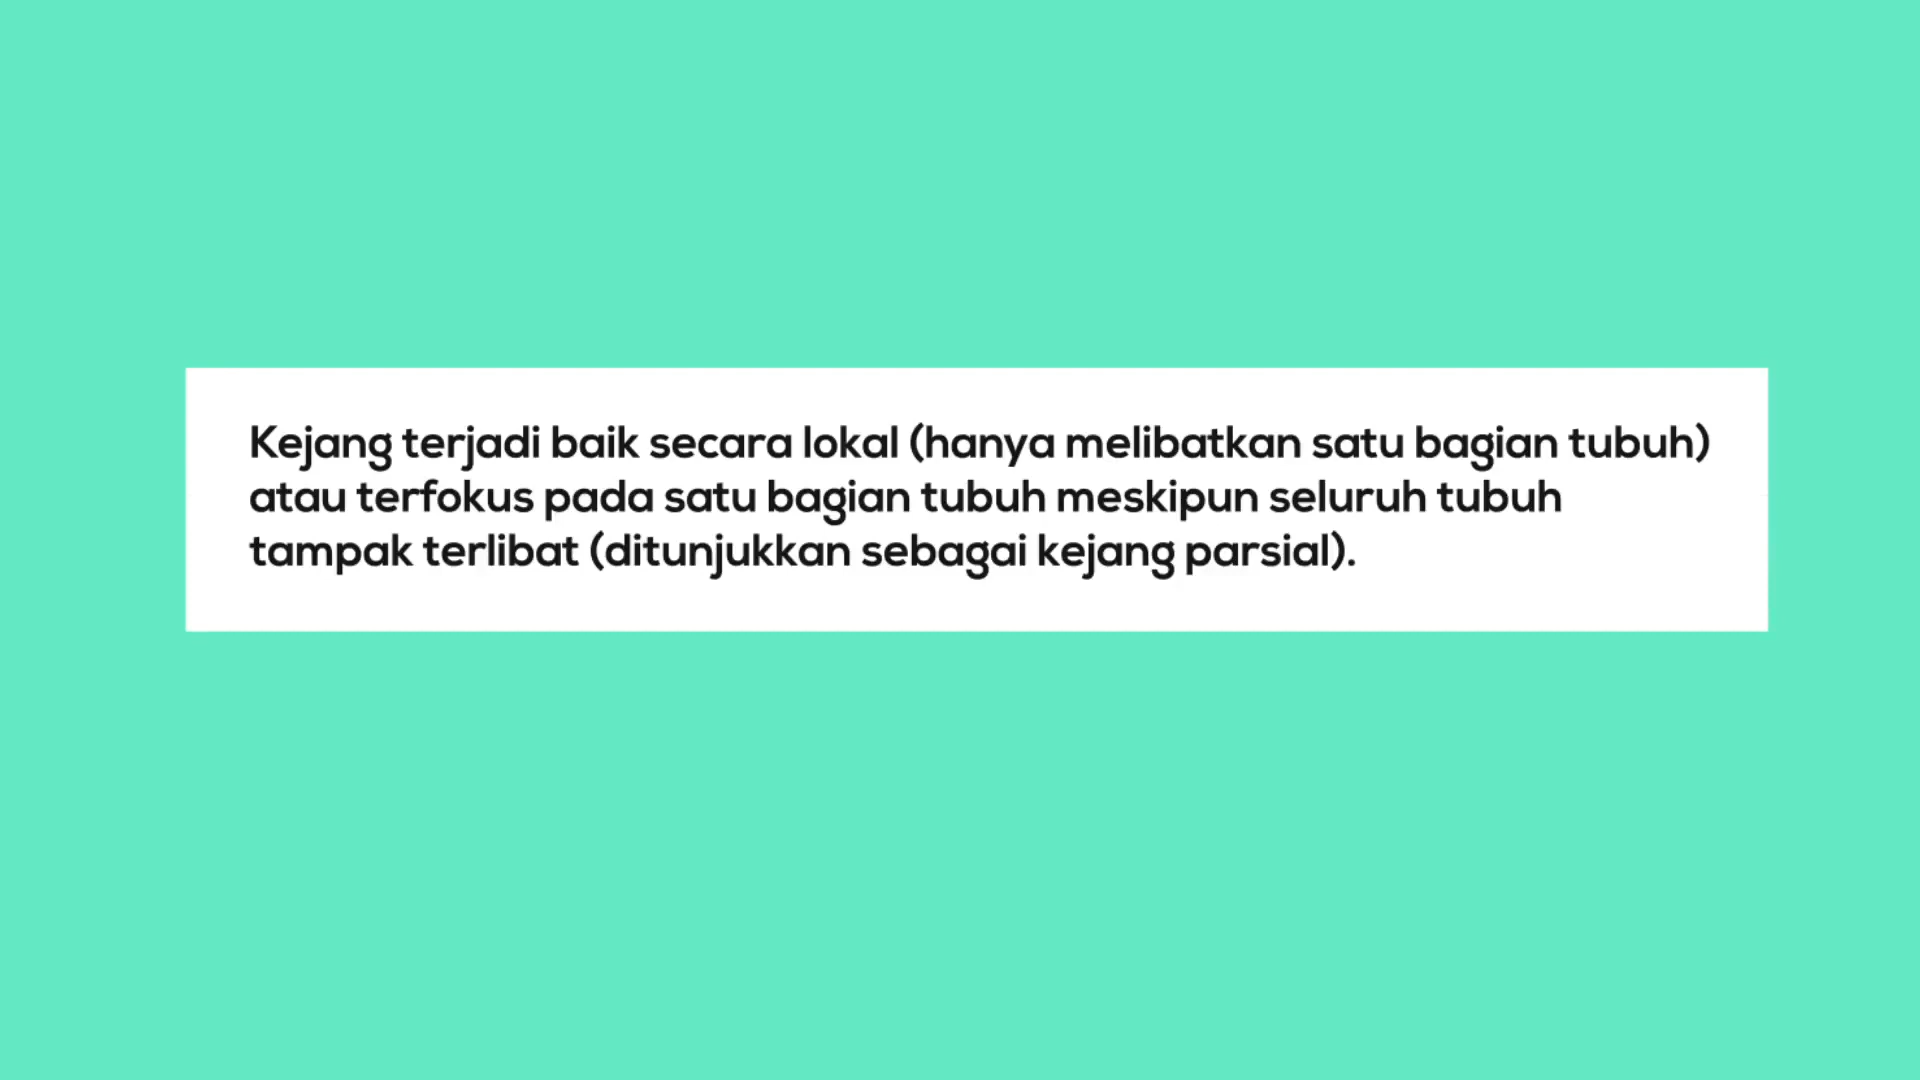 Kejang terjadi baik secara lokal (hanya melibatkan satu bagian tubuh)
atau terfokus pada satu bagian tubuh meskipun seluruh tubuh
tampak terlibat (ditunjukkan sebagai kejang parsial).